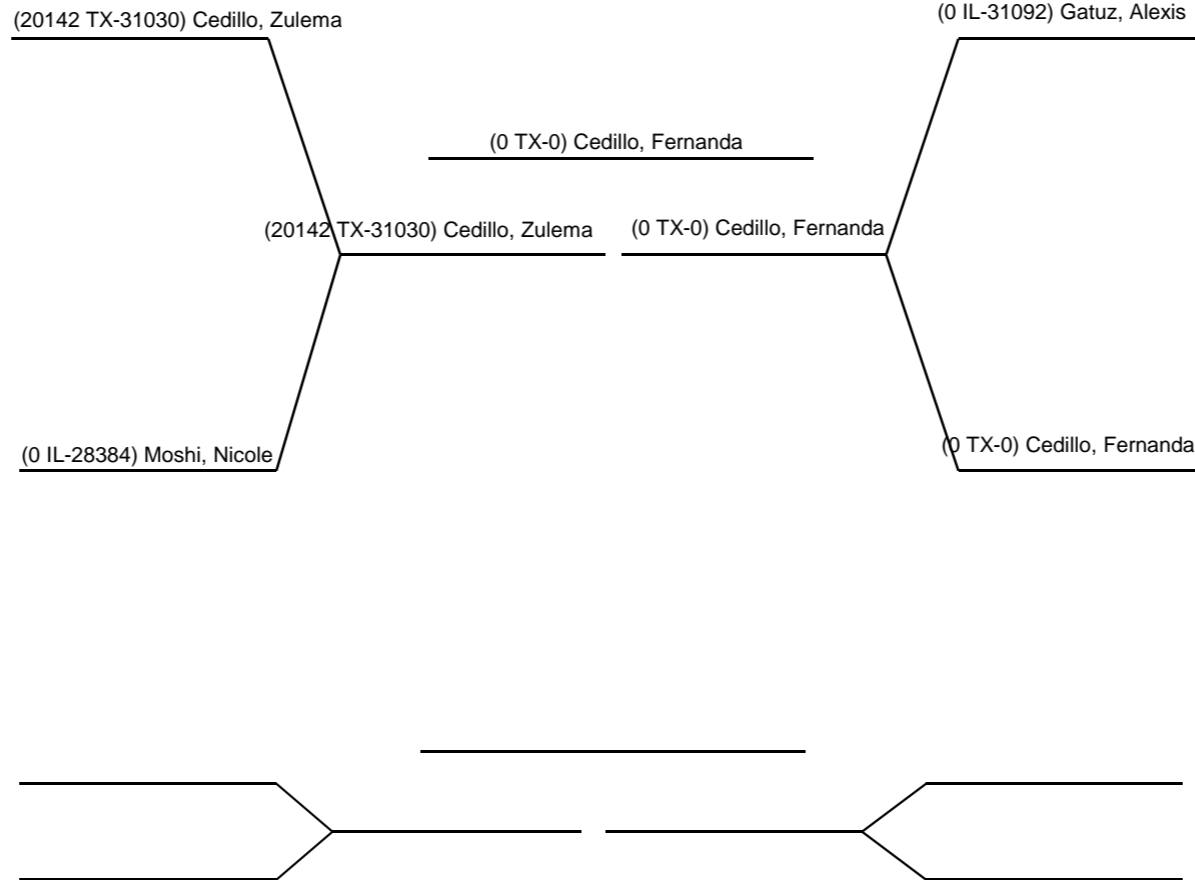 (20142 TX-31030) Cedillo, Zulema
(0 IL-31092) Gatuz, Alexis
(0 TX-0) Cedillo, Fernanda
(20142 TX-31030) Cedillo, Zulema
(0 TX-0) Cedillo, Fernanda
(0 IL-28384) Moshi, Nicole
(0 TX-0) Cedillo, Fernanda